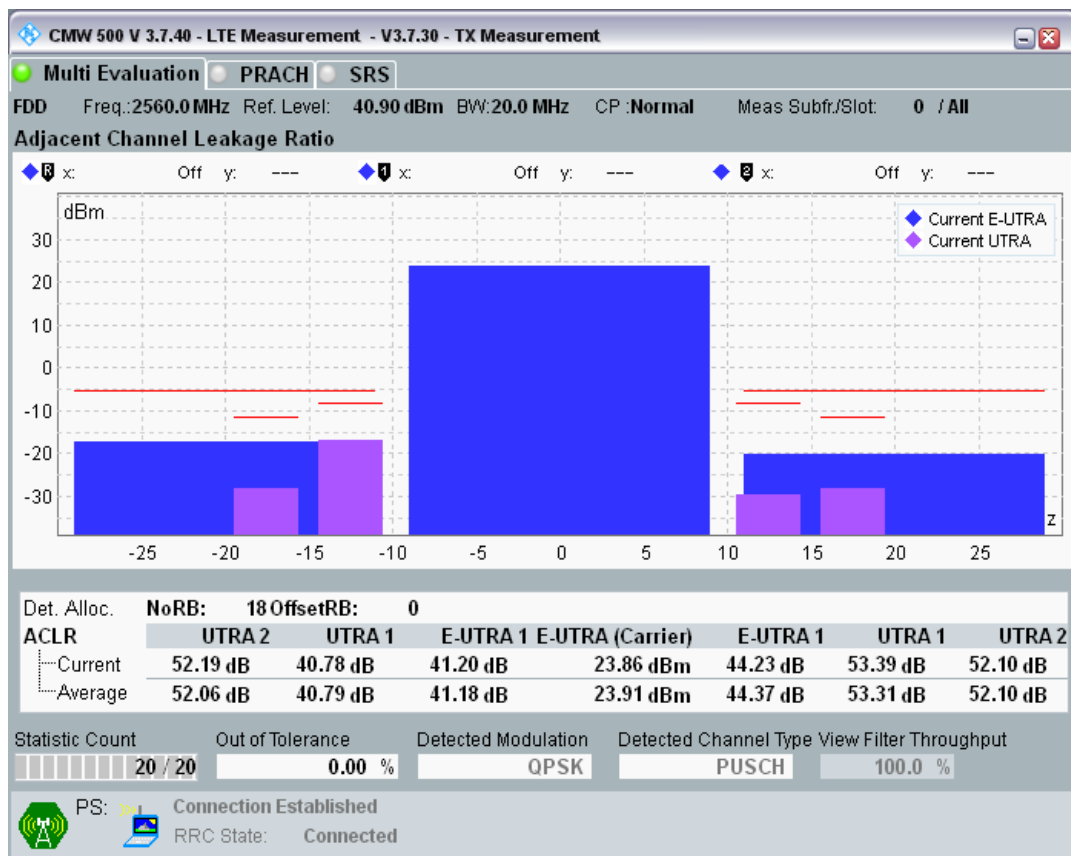 CMW 500 V 3.7.40 - LTE Measurement - V3.7.30 - TX Measurement
Multi Evaluation PRACH SRS
FDD Freq.:2560.0 MHz Ref. Level: 40.90 dBm BW:20.0 MHz CP :Normal Meas Subfr./Slot: 0 / All
Adjacent Channel Leakage Ratio
R x: Off y: --- 1 x: Off y: --- 2 x: Off y: ---
dBm
Current E-UTRA
Current UTRA
30
20
10
0
-10
-20
-30
z
-25 -20 -15 -10 -5 0 5 10 15 20 25
Det. Alloc. NoRB: 18 OffsetRB: 0
ACLR UTRA 2 UTRA 1 E-UTRA 1 E-UTRA (Carrier) E-UTRA 1 UTRA 1 UTRA 2
Current 52.19 dB 40.78 dB 41.20 dB 23.86 dBm 44.23 dB 53.39 dB 52.10 dB
Average 52.06 dB 40.79 dB 41.18 dB 23.91 dBm 44.37 dB 53.31 dB 52.10 dB
Statistic Count Out of Tolerance Detected Modulation Detected Channel Type View Filter Throughput
20 / 20 0.00 % QPSK PUSCH 100.0 %
PS: Connection Established
RRC State: Connected